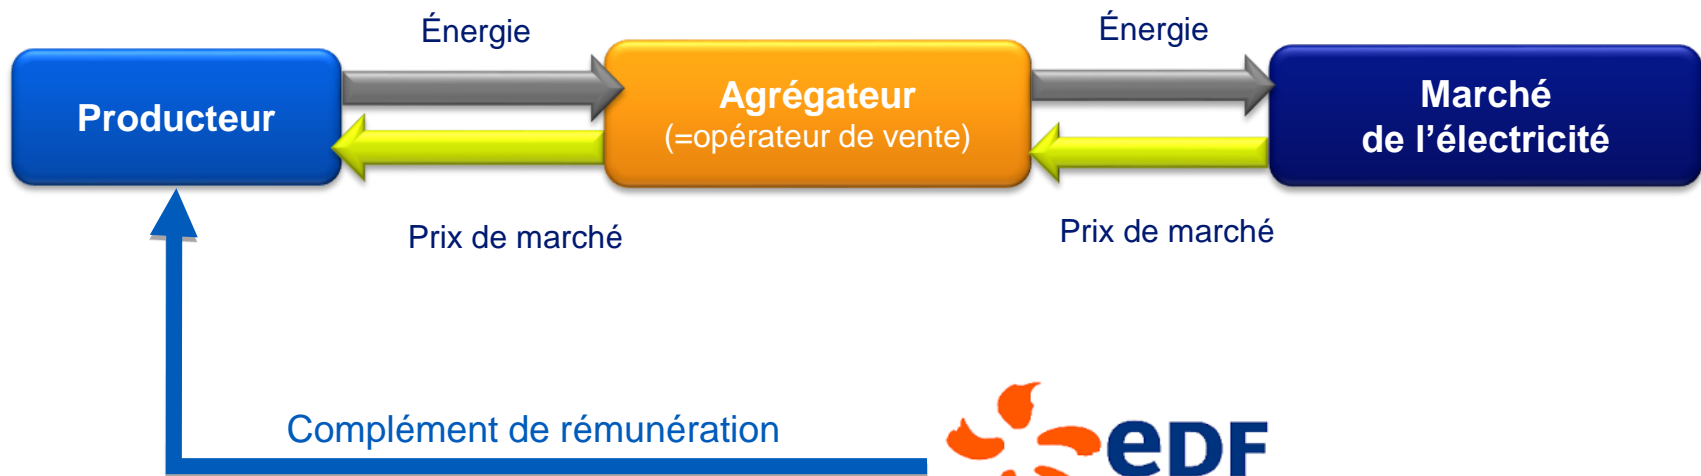 Énergie
Énergie
Producteur
Agrégateur
(=opérateur de vente)
Marché
de l’électricité
Prix de marché
Prix de marché
Complément de rémunération
eDF